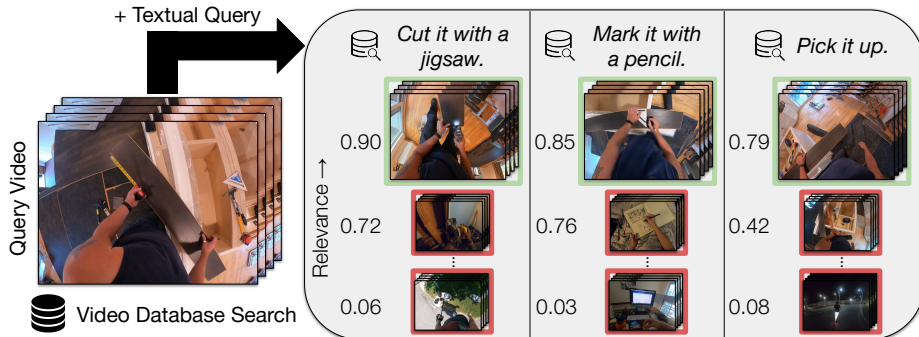 + Textual Query
Query Video
Video Database Search
Relevance →
Cut it with a
jigsaw.
0.90
0.72
⋮
0.06
Mark it with
a pencil.
0.85
0.76
⋮
0.03
Pick it up.
0.79
0.42
⋮
0.08